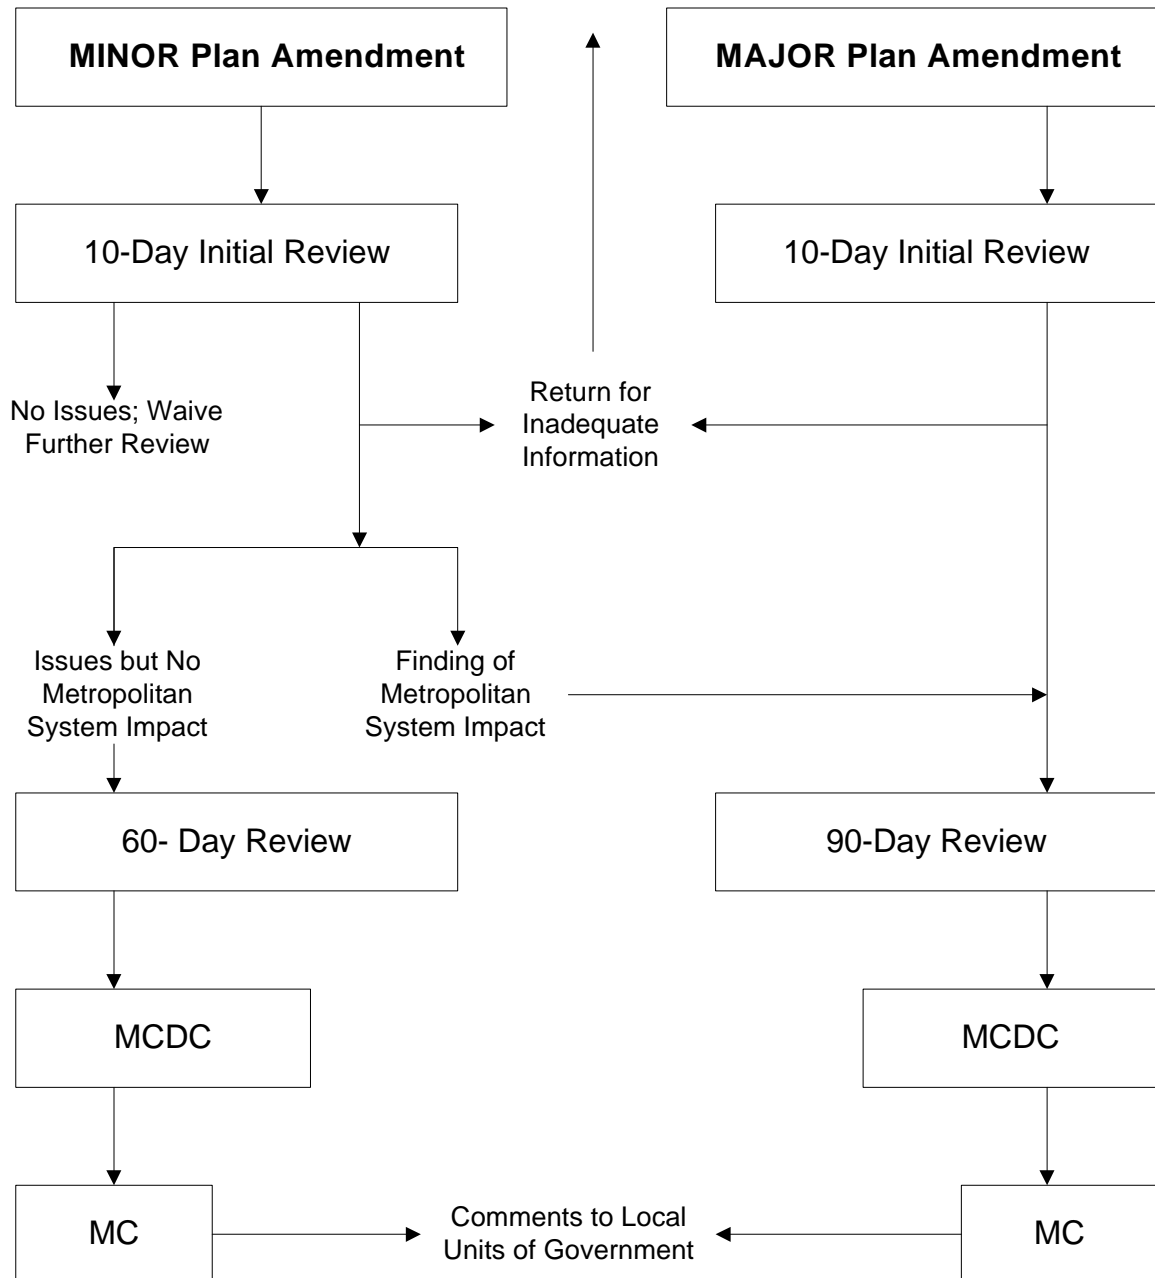 MINOR Plan Amendment
MAJOR Plan Amendment
10-Day Initial Review
10-Day Initial Review
No Issues; Waive
Further Review
Return for
Inadequate
Information
Issues but No
Metropolitan
System Impact
Finding of
Metropolitan
System Impact
60- Day Review
90-Day Review
MCDC
MCDC
MC
Comments to Local
Units of Government
MC